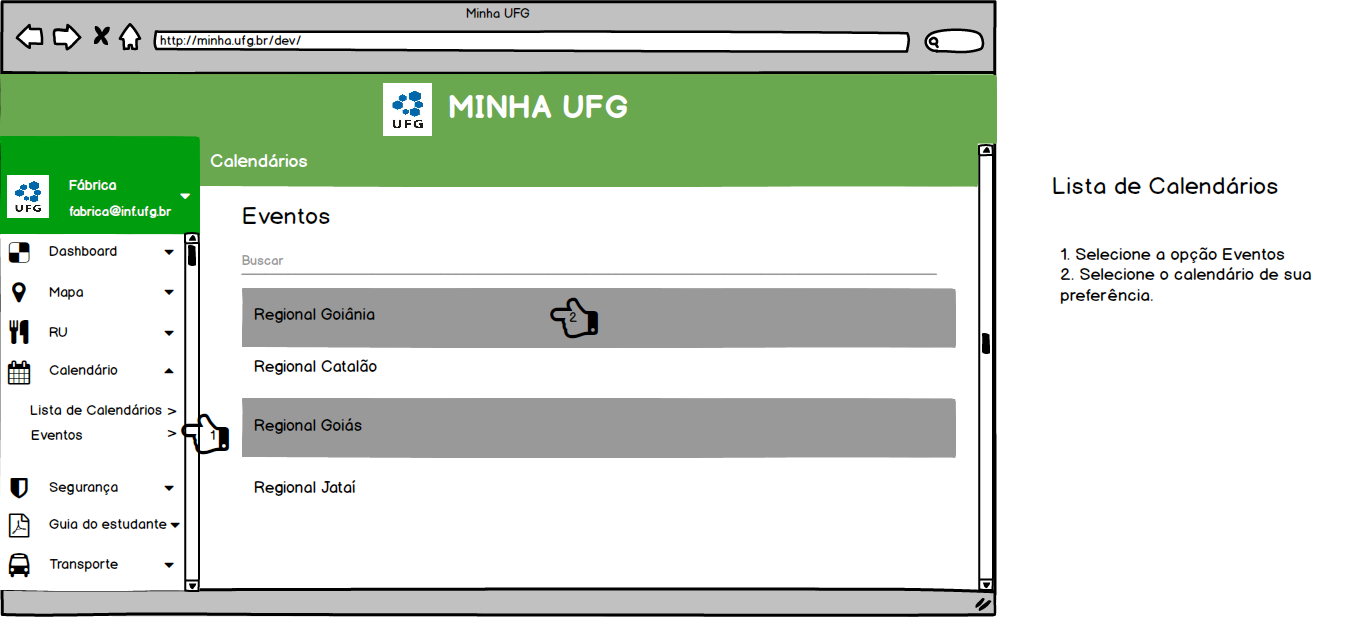 Minha UFG
http://minha.ufg.br/dev/
UFG
MINHA UFG
Calendários
UFG
Fábrica
fabrica@inf.ufg.br
Dashboard
Mapa
RU
Calendário
Lista de Calendários >
Eventos >
1
Segurança
Guia do estudante
Transporte
Eventos
Buscar
Regional Goiânia
2
Regional Catalão
Regional Goiás
Regional Jataí
Lista de Calendários
1. Selecione a opção Eventos
2. Selecione o calendário de sua
preferência.